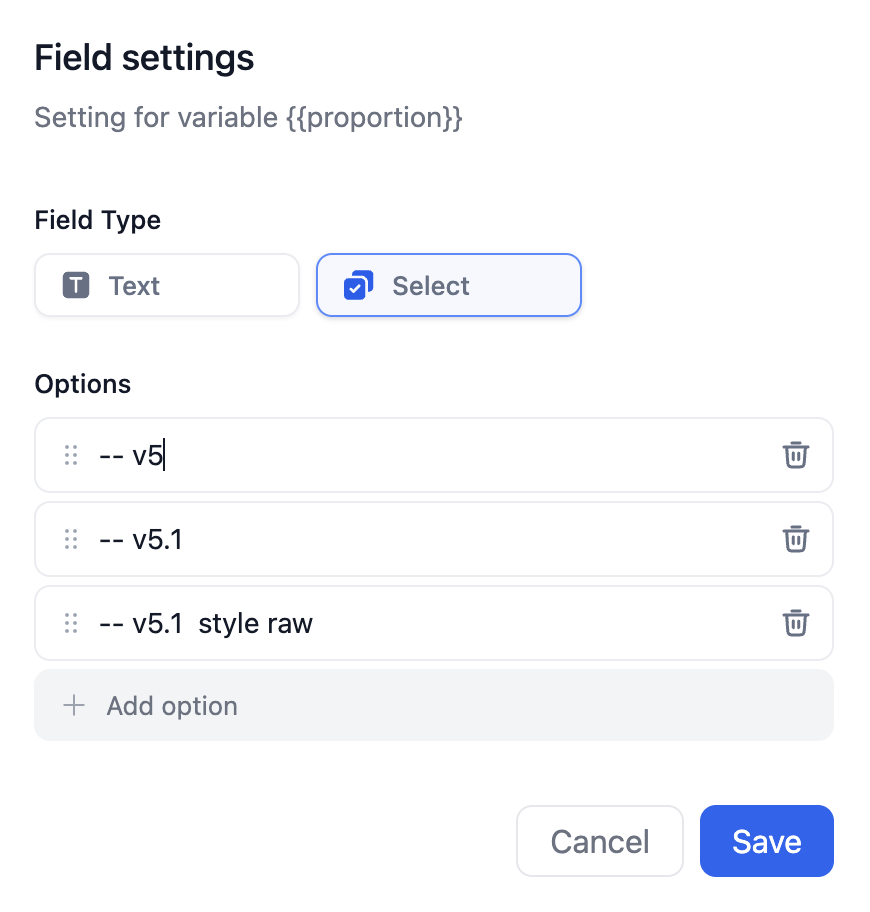 Field settings
Setting for variable {{proportion}}
Field Type
T Text
Select
Options
-- v5
-- v5.1
-- v5.1  style raw
+ Add option
Cancel
Save